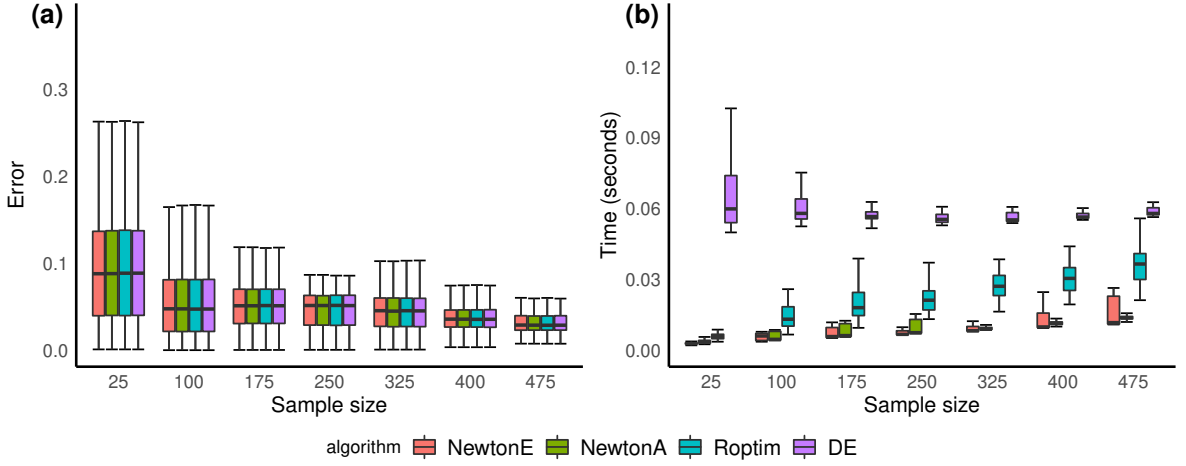 (a)
Error
0.3
0.2
0.1
0.0
25 100 175 250 325 400 475
Sample size
(b)
Time (seconds)
0.12
0.09
0.06
0.03
0.00
25 100 175 250 325 400 475
Sample size
algorithm NewtonE NewtonA Roptim DE